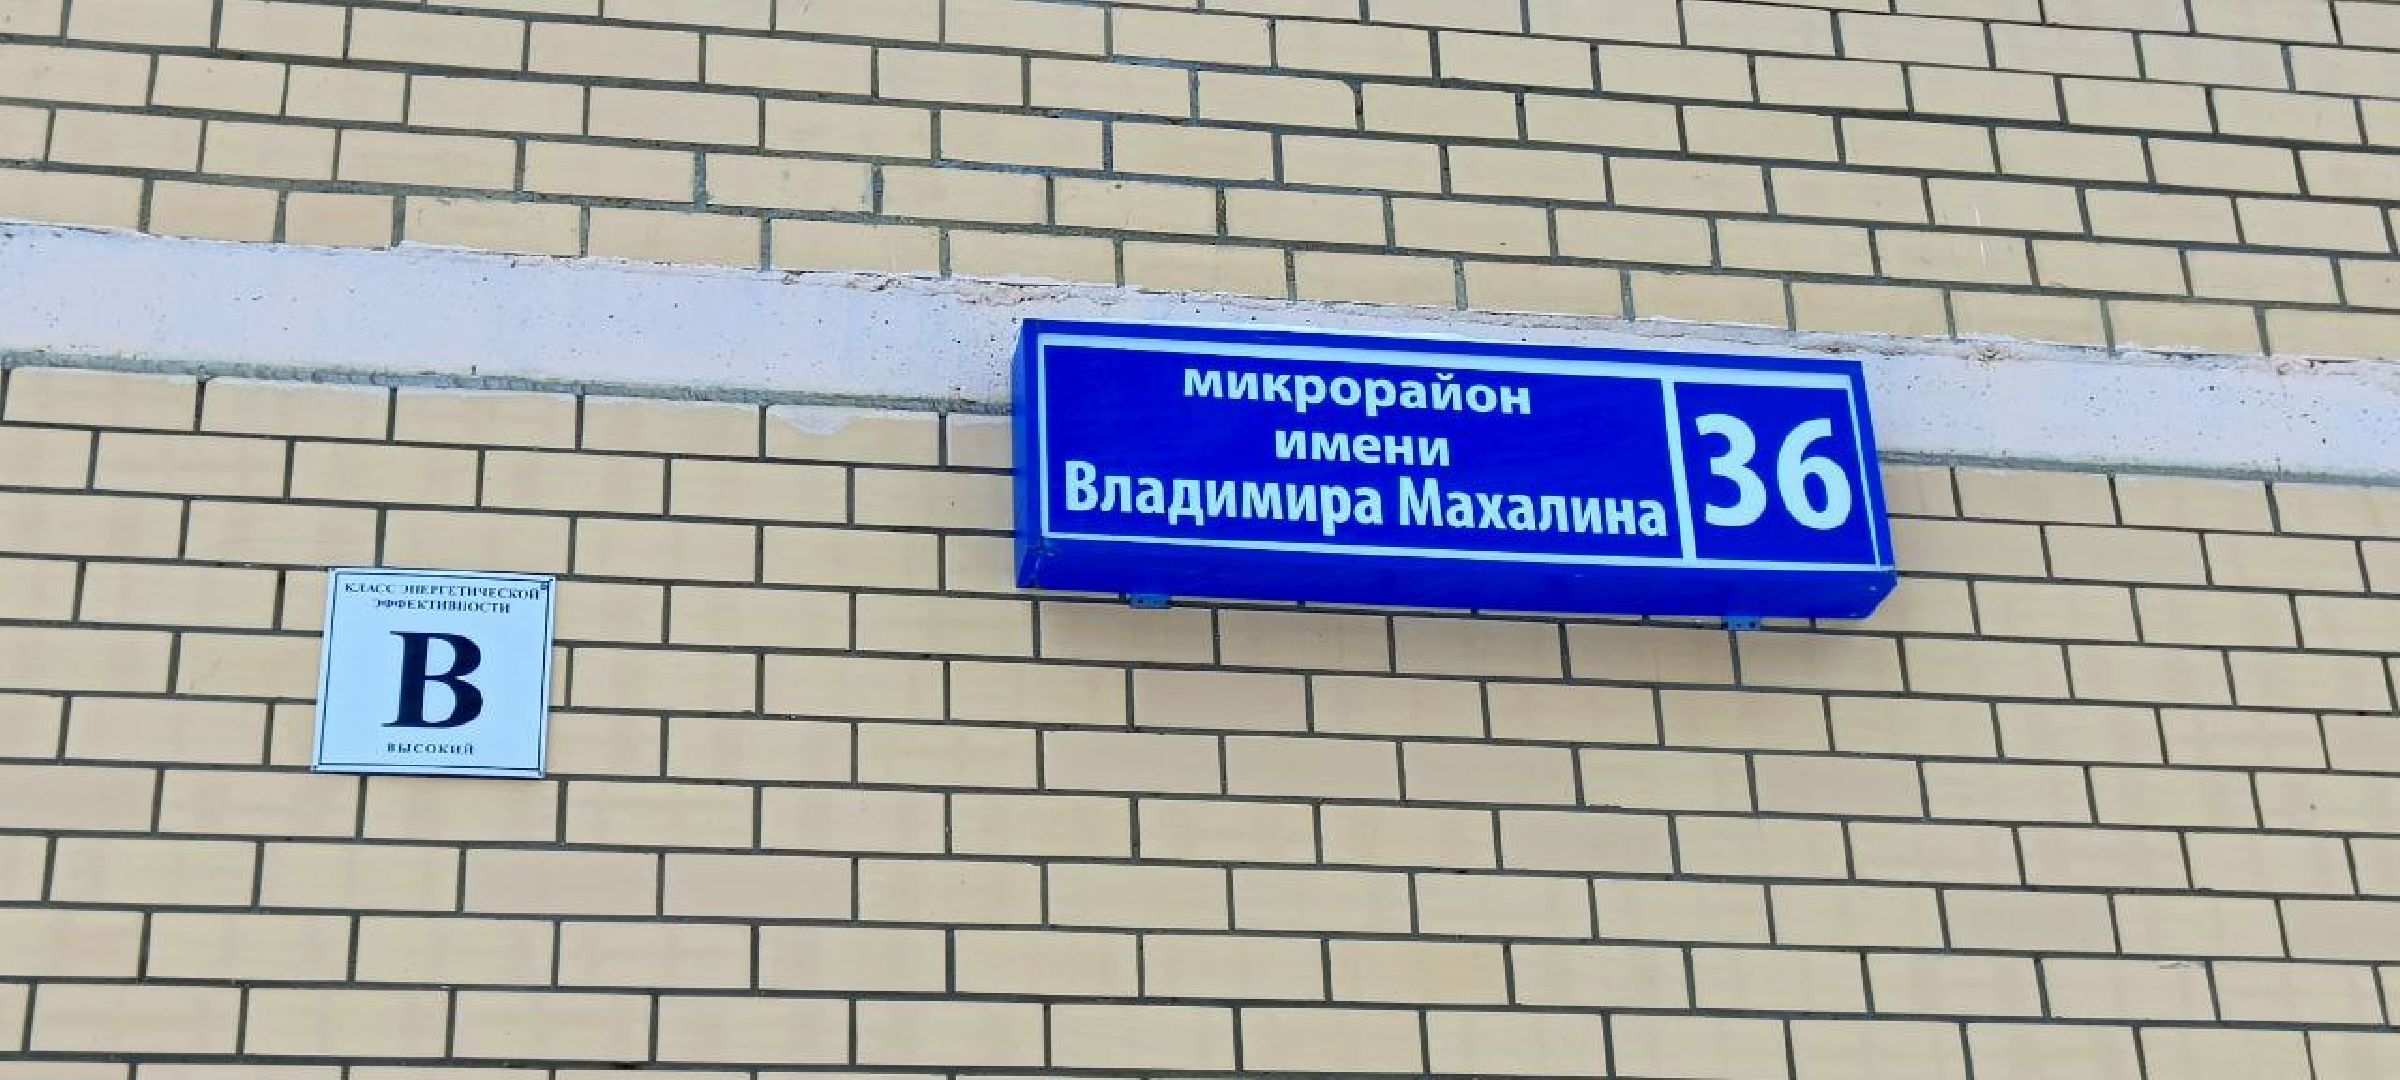 микрорайон
имени
Владимира Махалина
36
КЛАСС ЭНЕРГЕТИЧЕСКОЙ
ЭФФЕКТИВНОСТИ
B
ВЫСОКИЙ